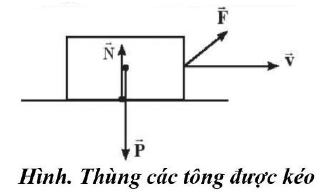 F⃗
N⃗
v⃗
P⃗
Hình. Thùng các tông được kéo